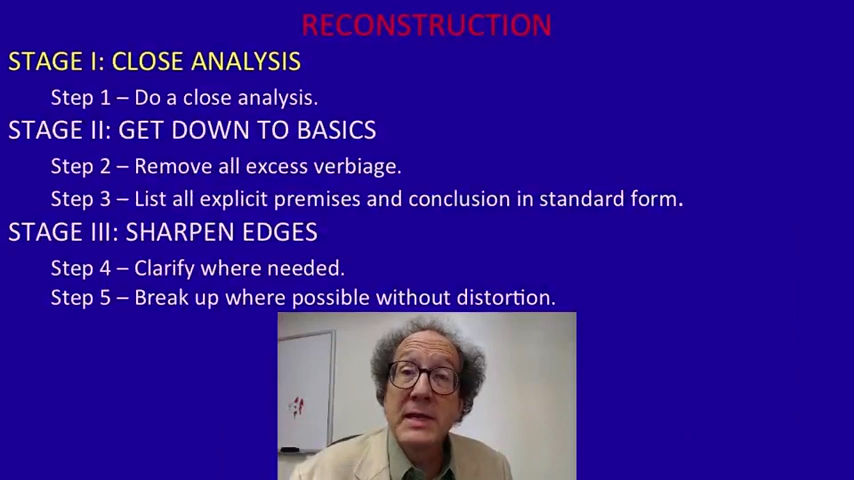 RECONSTRUCTION
STAGE I: CLOSE ANALYSIS
Step 1 – Do a close analysis.
STAGE II: GET DOWN TO BASICS
Step 2 – Remove all excess verbiage.
Step 3 – List all explicit premises and conclusion in standard form.
STAGE III: SHARPEN EDGES
Step 4 – Clarify where needed.
Step 5 – Break up where possible without distortion.